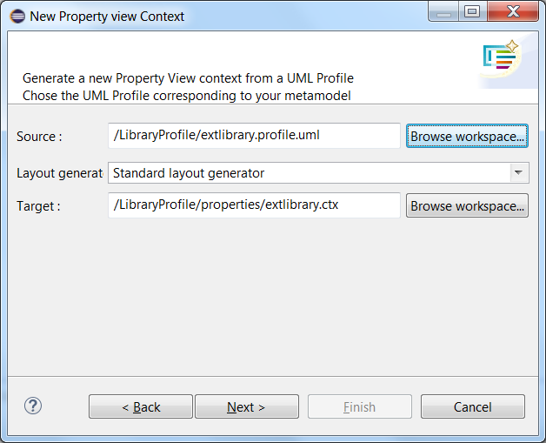 New Property view Context
Generate a new Property View context from a UML Profile
Chose the UML Profile corresponding to your metamodel
Source : /LibraryProfile/extlibrary.profile.uml Browse workspace...
Layout generat Standard layout generator
Target : /LibraryProfile/properties/extlibrary.ctx Browse workspace...
? < Back Next > Finish Cancel